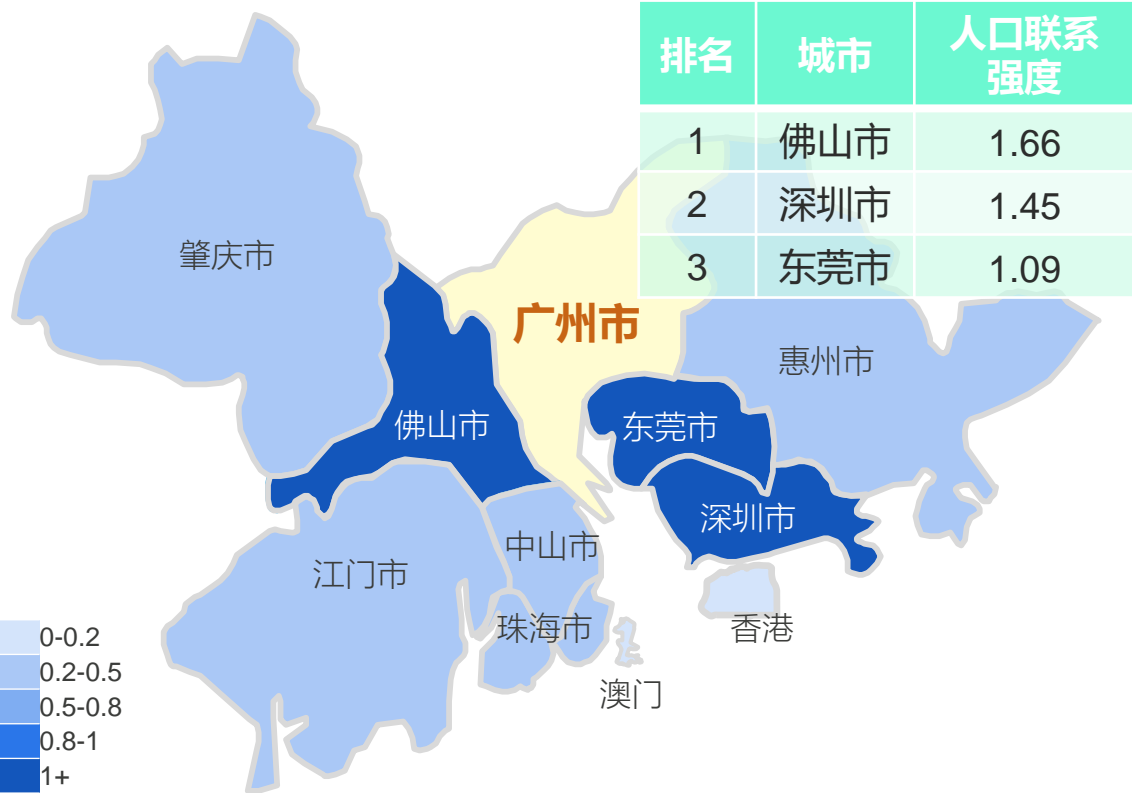 排名 城市 人口联系
强度
1 佛山市 1.66
2 深圳市 1.45
3 东莞市 1.09
肇庆市
广州市
惠州市
佛山市
东莞市
深圳市
中山市
江门市
珠海市
香港
澳门
0-0.2
0.2-0.5
0.5-0.8
0.8-1
1+